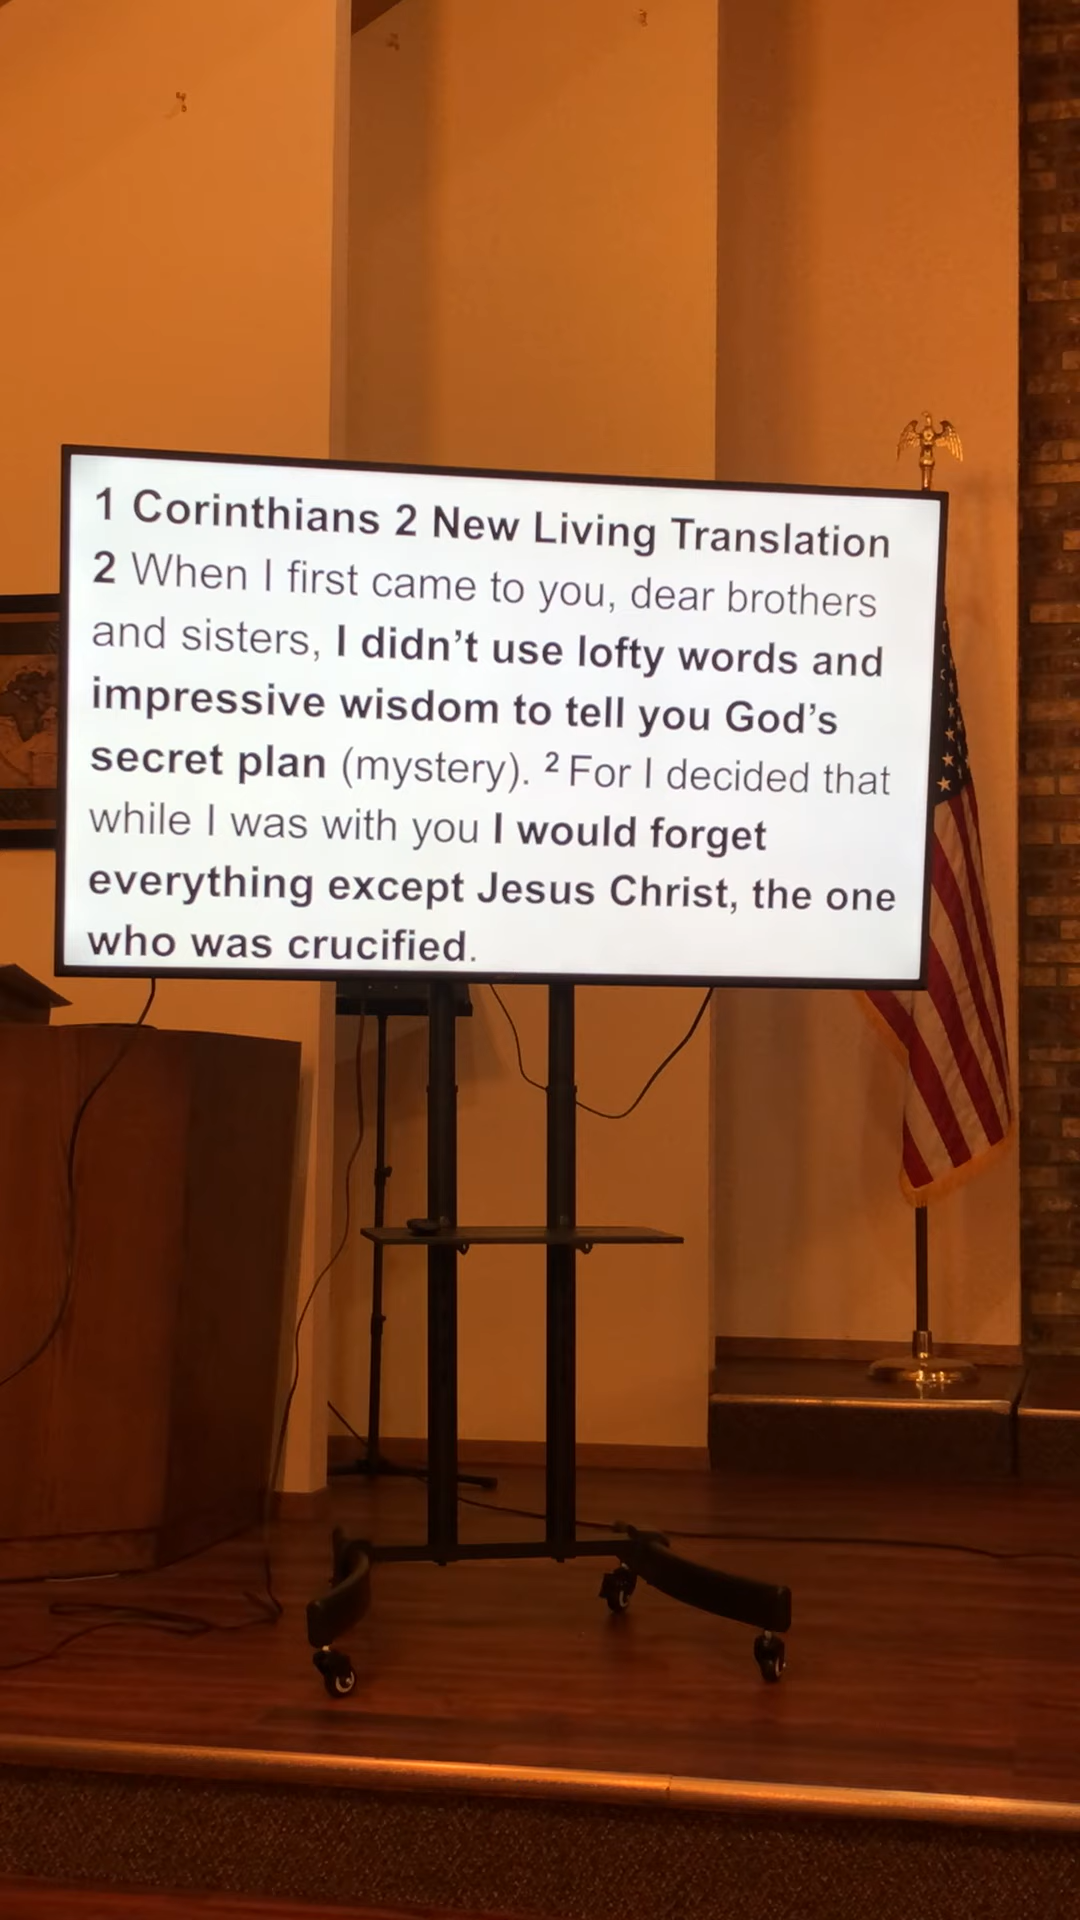 1 Corinthians 2 New Living Translation
2 When I first came to you, dear brothers
and sisters, I didn’t use lofty words and
impressive wisdom to tell you God’s
secret plan (mystery). ² For I decided that
while I was with you I would forget
everything except Jesus Christ, the one
who was crucified.